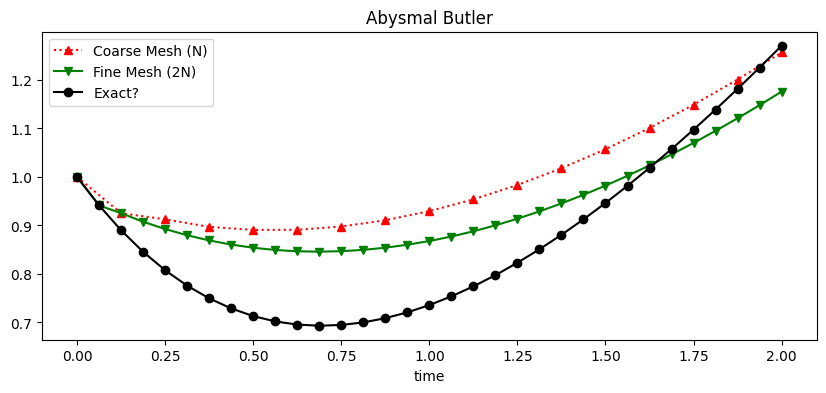 Abysmal Butler
Coarse Mesh (N)
Fine Mesh (2N)
Exact?
1.2
1.1
1.0
0.9
0.8
0.7
0.00 0.25 0.50 0.75 1.00 1.25 1.50 1.75 2.00
time